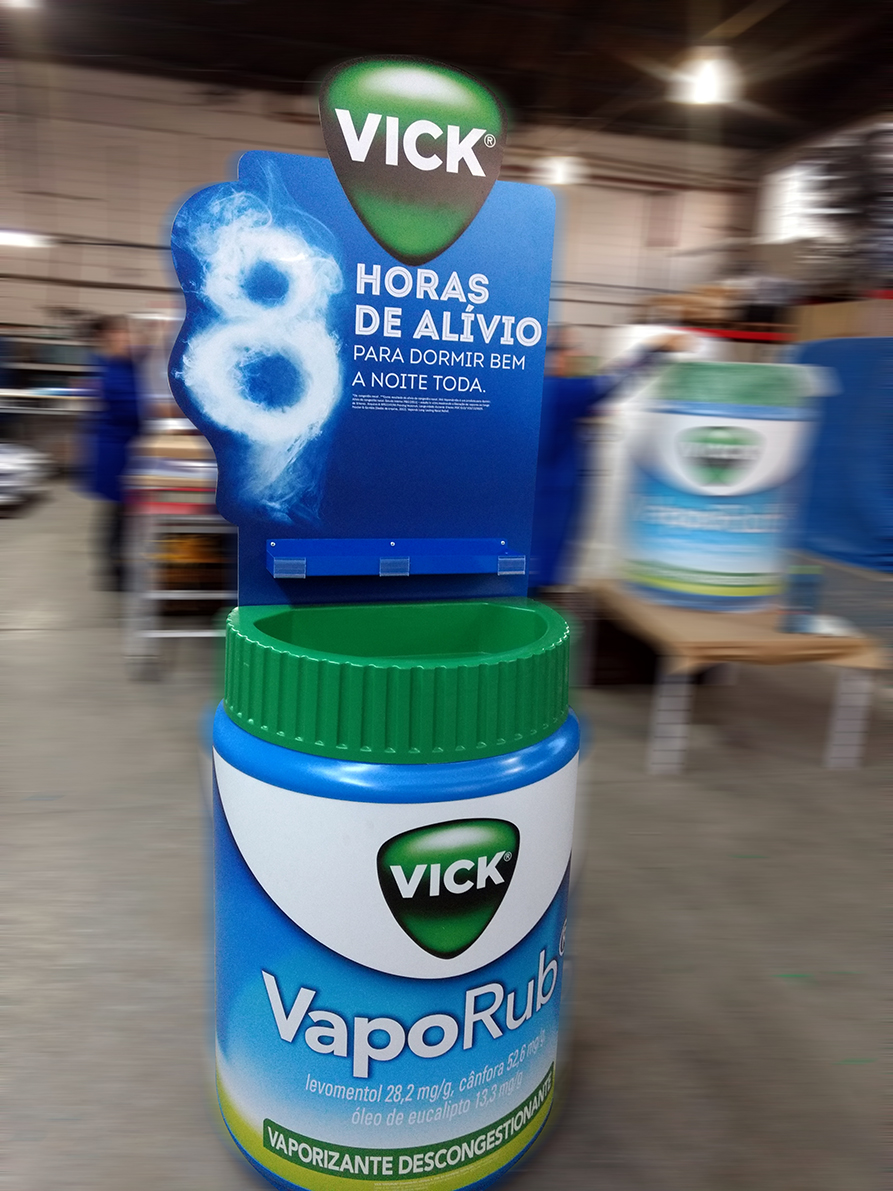 VICK®
8
HORAS
DE ALÍVIO
PARA DORMIR BEM
A NOITE TODA.
VICK®
VapoRub®
levomentol 28,2 mg/g, cânfora 52,6 mg/g
óleo de eucalipto 13,3 mg/g
VAPORIZANTE DESCONGESTIONANTE